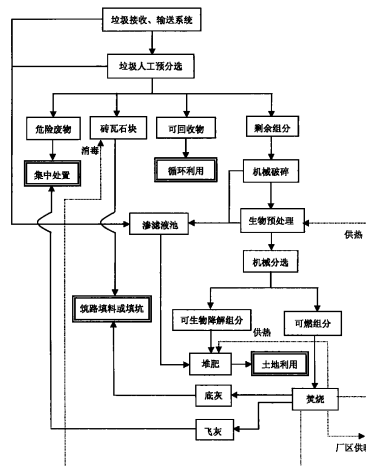 垃圾接收、输送系统
垃圾人工预分选
危险废物
砖瓦石块
可回收物
剩余组分
消毒
集中处置
循环利用
机械破碎
渗滤液池
生物预处理
供热
机械分选
筑路填料或填坑
可生物降解组分
可燃组分
供热
堆肥
土地利用
底灰
焚烧
飞灰
厂区供